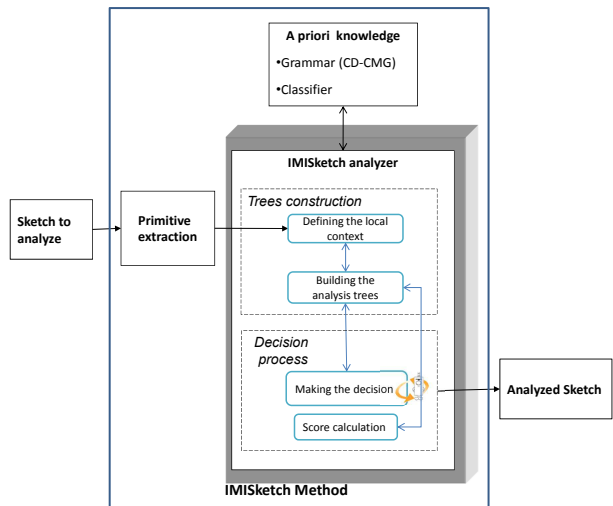 A priori knowledge
•Grammar (CD-CMG)
•Classifier
IMISketch analyzer
Trees construction
Sketch to
analyze
Primitive
extraction
Defining the local
context
Building the
analysis trees
Decision
process
Making the decision
Analyzed Sketch
Score calculation
IMISketch Method